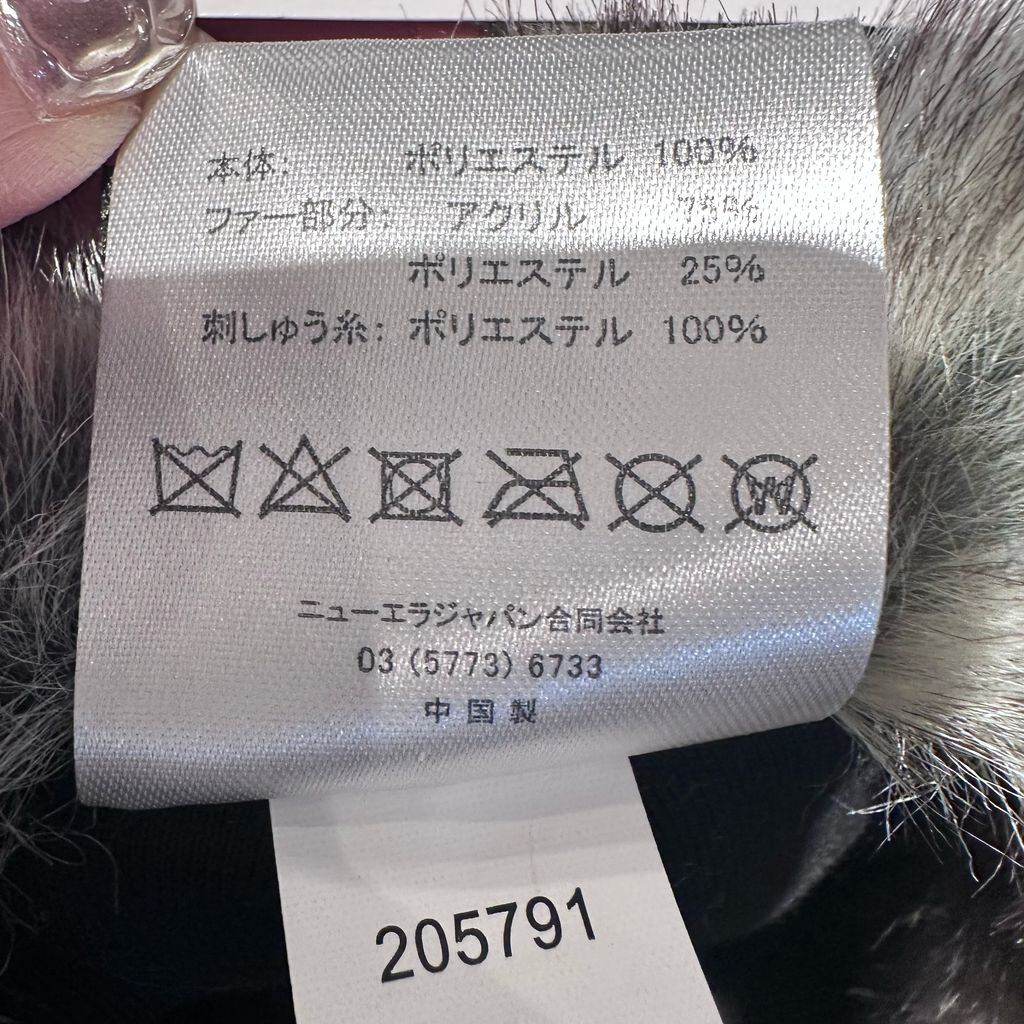 本体: ポリエステル 100%
ファー部分: アクリル 75%
ポリエステル 25%
刺しゅう糸: ポリエステル 100%
W
ニューエラジャパン合同会社
03 (5773) 6733
中国製
205791